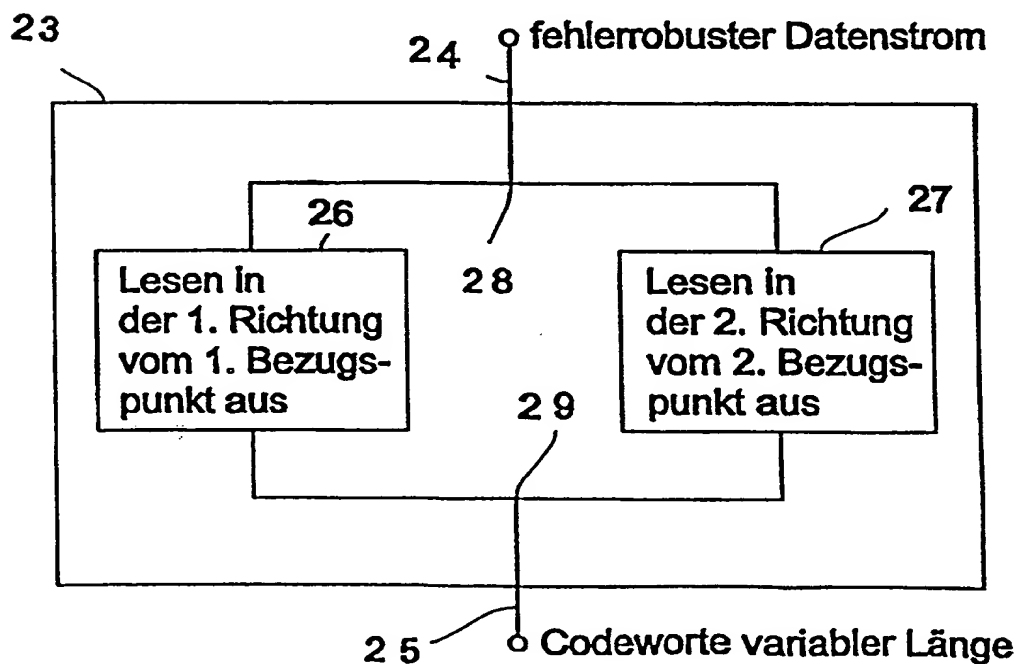 23
24
fehlerrobuster Datenstrom
26
27
28
Lesen in
der 1. Richtung
vom 1. Bezugs-
punkt aus
Lesen in
der 2. Richtung
vom 2. Bezugs-
punkt aus
29
25
Codeworte variabler Länge